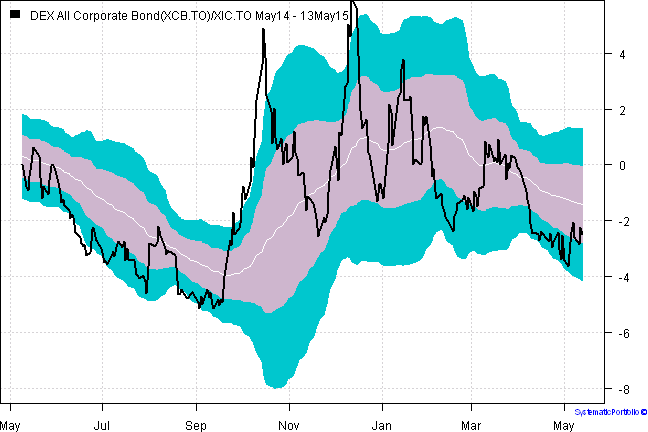 DEX All Corporate Bond(XCB.TO)/XIC.TO May14 - 13May15
4
2
0
-2
-4
-6
-8
SystematicPortfolio ©
May Jul Sep Nov Jan Mar May